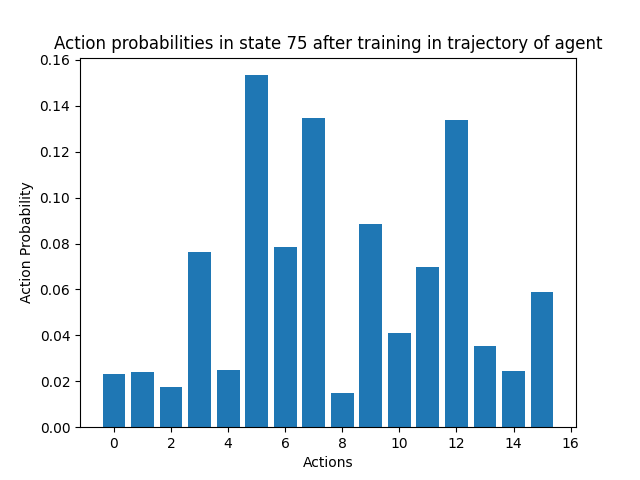 Action probabilities in state 75 after training in trajectory of agent
0.16
0.14
0.12
0.10
0.08
0.06
0.04
0.02
0.00
Action Probability
0 2 4 6 8 10 12 14 16
Actions